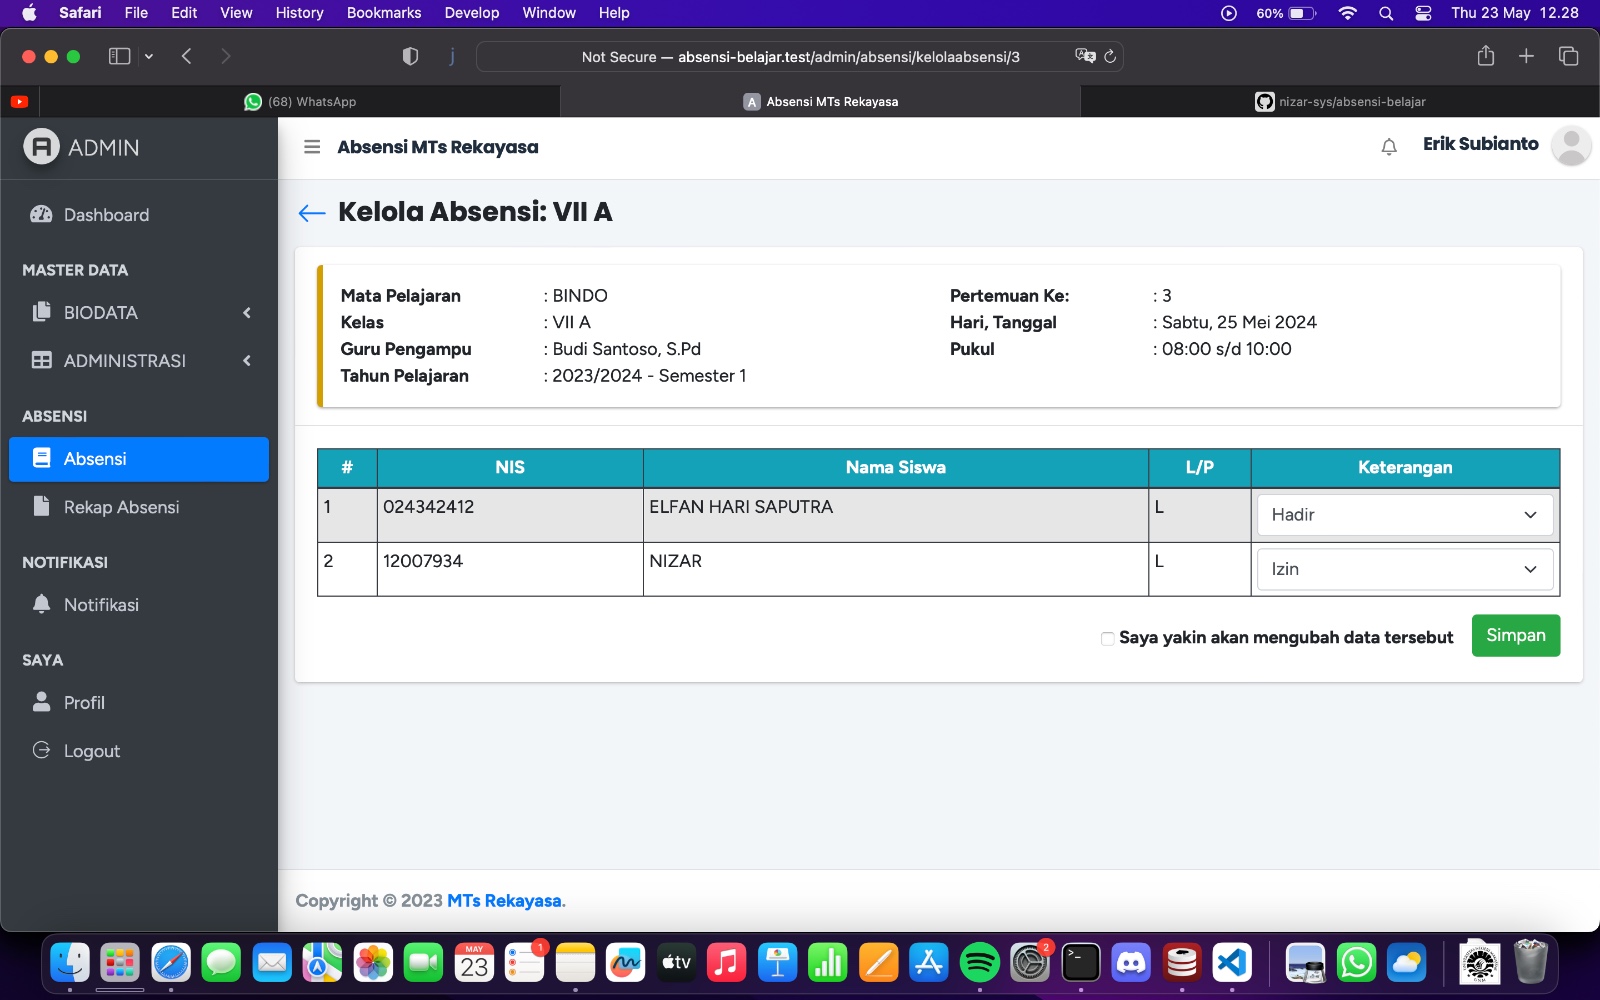 Safari File Edit View History Bookmarks Develop Window Help 60% Thu 23 May 12.28
j Not Secure — absensi-belajar.test/admin/absensi/kelolaabsensi/3
(68) WhatsApp A Absensi MTs Rekayasa nizar-sys/absensi-belajar
ADMIN
Absensi MTs Rekayasa Erik Subianto
Dashboard
MASTER DATA
BIODATA
ADMINISTRASI
ABSENSI
Absensi
Rekap Absensi
NOTIFIKASI
Notifikasi
SAYA
Profil
Logout
Kelola Absensi: VII A
Mata Pelajaran : BINDO Pertemuan Ke: : 3
Kelas : VII A Hari, Tanggal : Sabtu, 25 Mei 2024
Guru Pengampu : Budi Santoso, S.Pd Pukul : 08:00 s/d 10:00
Tahun Pelajaran : 2023/2024 - Semester 1
# NIS Nama Siswa L/P Keterangan
1 024342412 ELFAN HARI SAPUTRA L Hadir
2 12007934 NIZAR L Izin
Saya yakin akan mengubah data tersebut Simpan
Copyright © 2023 MTs Rekayasa.
MAY
23
1
tv
2